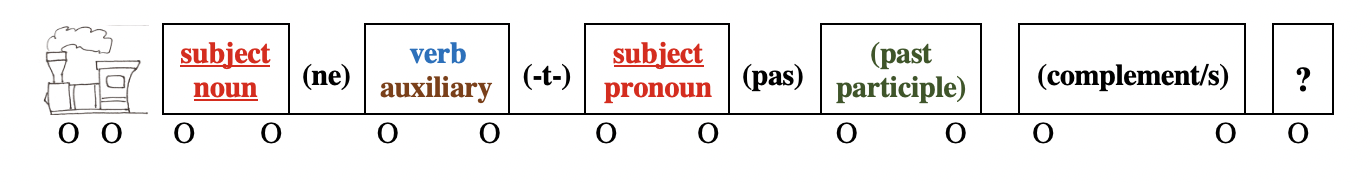 subject noun (ne) verb auxiliary (-t-) subject pronoun (pas) (past participle) (complement/s) ?
O O O O O O O O O O O O O